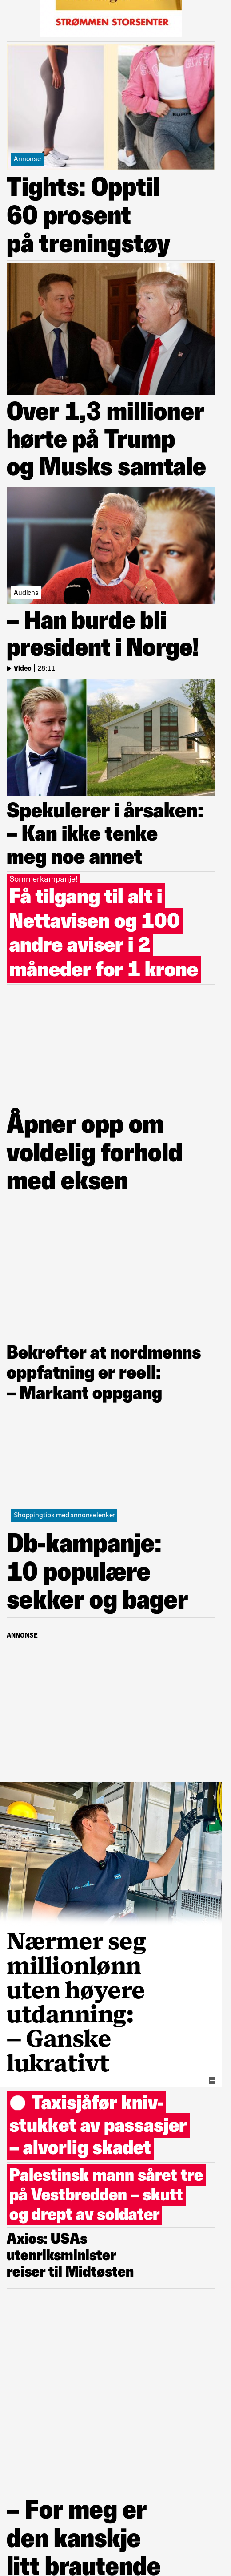 STRØMMEN STORSENTER
Annonse
Tights: Opptil
60 prosent
på treningstøy
Over 1,3 millioner
hørte på Trump
og Musks samtale
Audiens
– Han burde bli
president i Norge!
Video | 28:11
Spekulerer i årsaken:
– Kan ikke tenke
meg noe annet
Sommerkampanje!
Få tilgang til alt i
Nettavisen og 100
andre aviser i 2
måneder for 1 krone
Åpner opp om
voldelig forhold
med eksen
Bekrefter at nordmenns
oppfatning er reell:
– Markant oppgang
Shoppingtips med annonselenker
Db-kampanje:
10 populære
sekker og bager
ANNONSE
Nærmer seg
millionlønn
uten høyere
utdanning:
– Ganske
lukrativt
Taxisjåfør kniv-
stukket av passasjer
– alvorlig skadet
Palestinsk mann såret tre
på Vestbredden – skutt
og drept av soldater
Axios: USAs
utenriksminister
reiser til Midtøsten
– For meg er
den kanskje
litt brautende